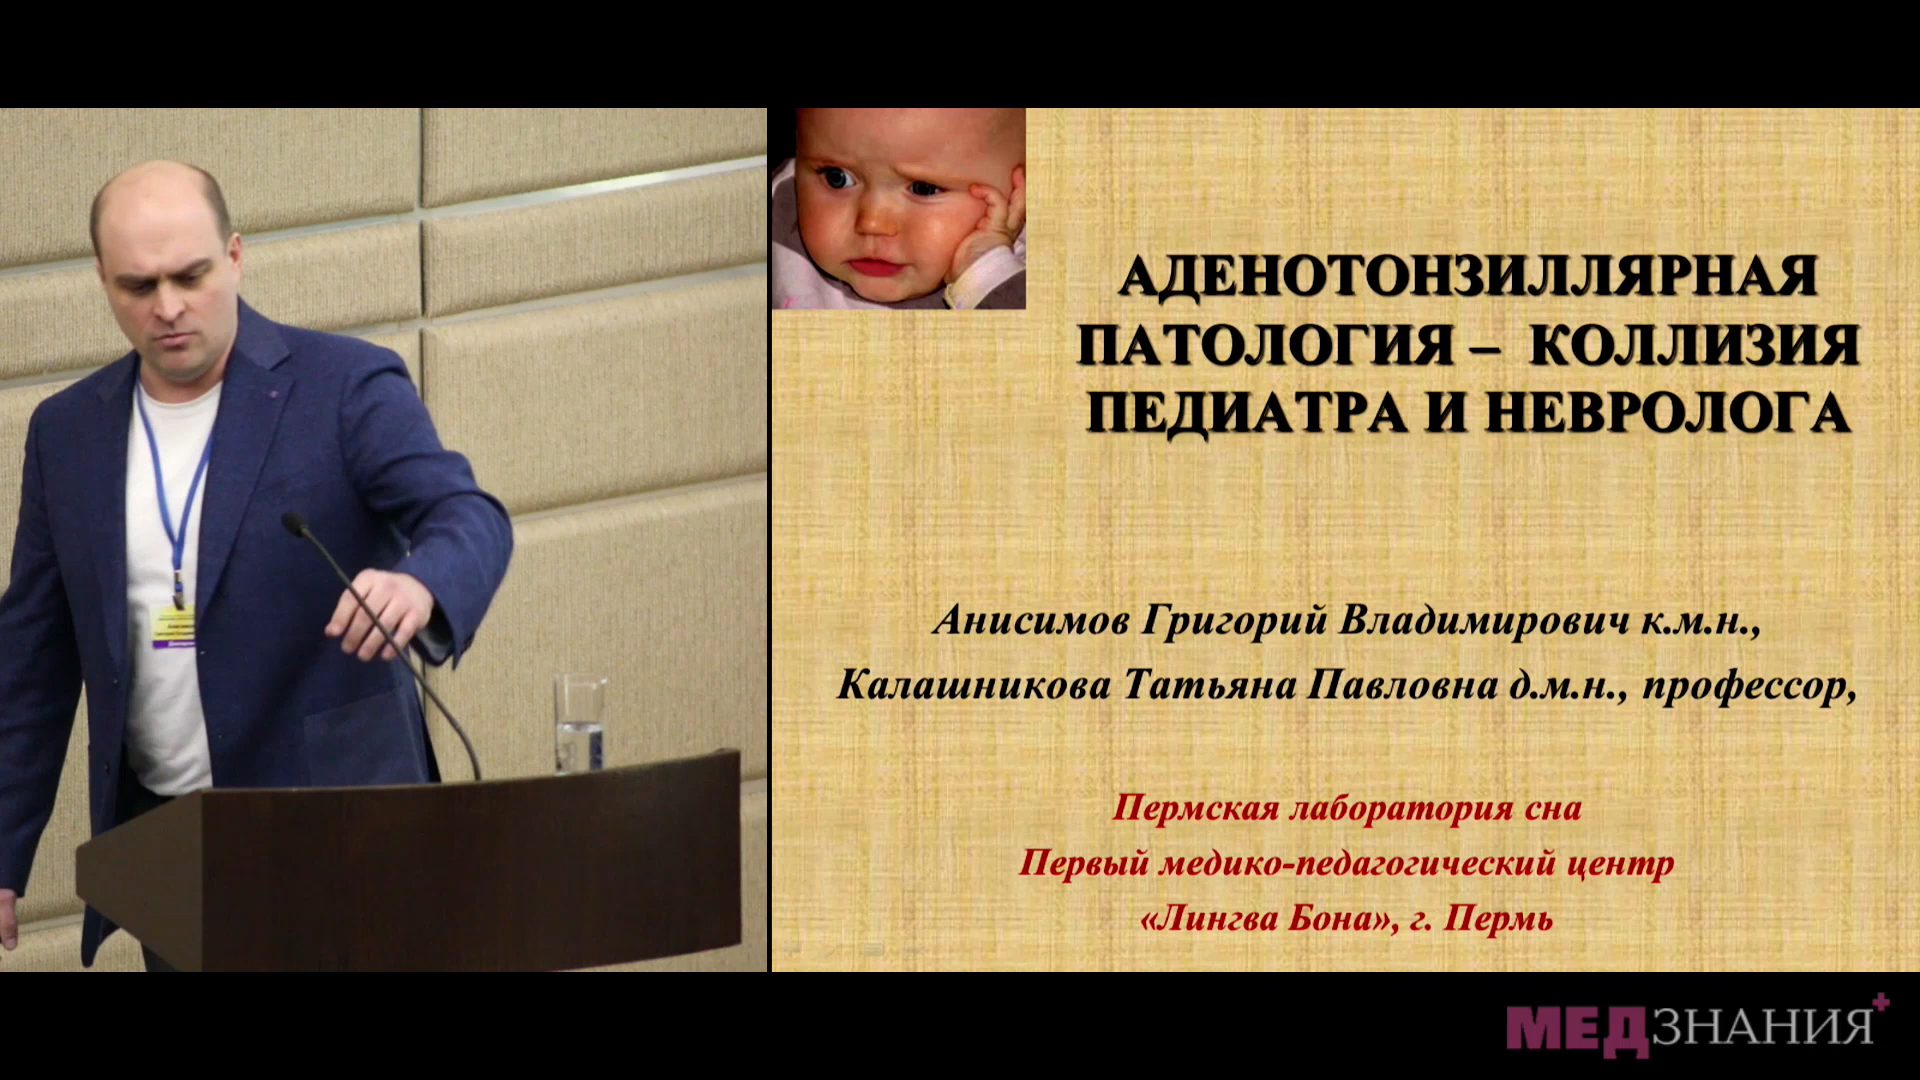 АДЕНОТОНЗИЛЛЯРНАЯ
ПАТОЛОГИЯ – КОЛЛИЗИЯ
ПЕДИАТРА И НЕВРОЛОГА
Анисимов Григорий Владимирович к.м.н.,
Калашникова Татьяна Павловна д.м.н., профессор,
Пермская лаборатория сна
Первый медико-педагогический центр
«Лингва Бона», г. Пермь
МЕДЗНАНИЯ+